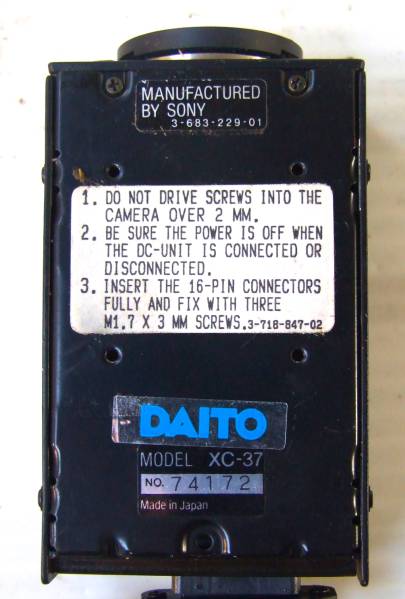 MANUFACTURED
BY SONY
3-683-229-01
1. DO NOT DRIVE SCREWS INTO THE
CAMERA OVER 2 MM.
2. BE SURE THE POWER IS OFF WHEN
THE DC-UNIT IS CONNECTED OR
DISCONNECTED.
3. INSERT THE 16-PIN CONNECTORS
FULLY AND FIX WITH THREE
M1.7 X 3 MM SCREWS. 3-718-847-02
DAITO
MODEL XC-37
NO. 74172
Made in Japan